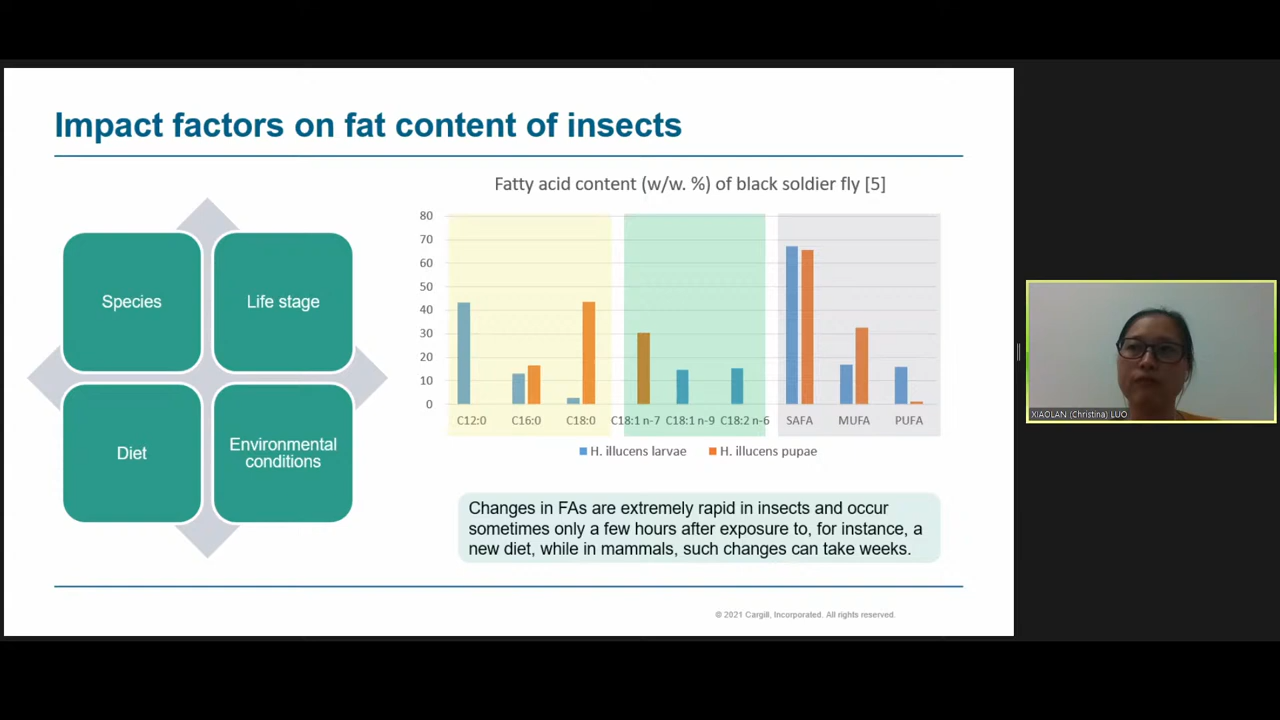 Impact factors on fat content of insects
Species
Life stage
Diet
Environmental
conditions
Fatty acid content (w/w. %) of black soldier fly [5]
80
70
60
50
40
30
20
10
0
C12:0 C16:0 C18:0 C18:1 n-7 C18:1 n-9 C18:2 n-6 SAFA MUFA PUFA
H. illucens larvae H. illucens pupae
Changes in FAs are extremely rapid in insects and occur
sometimes only a few hours after exposure to, for instance, a
new diet, while in mammals, such changes can take weeks.
© 2021 Cargill, Incorporated. All rights reserved.
XIAOLAN (Christina) LUO